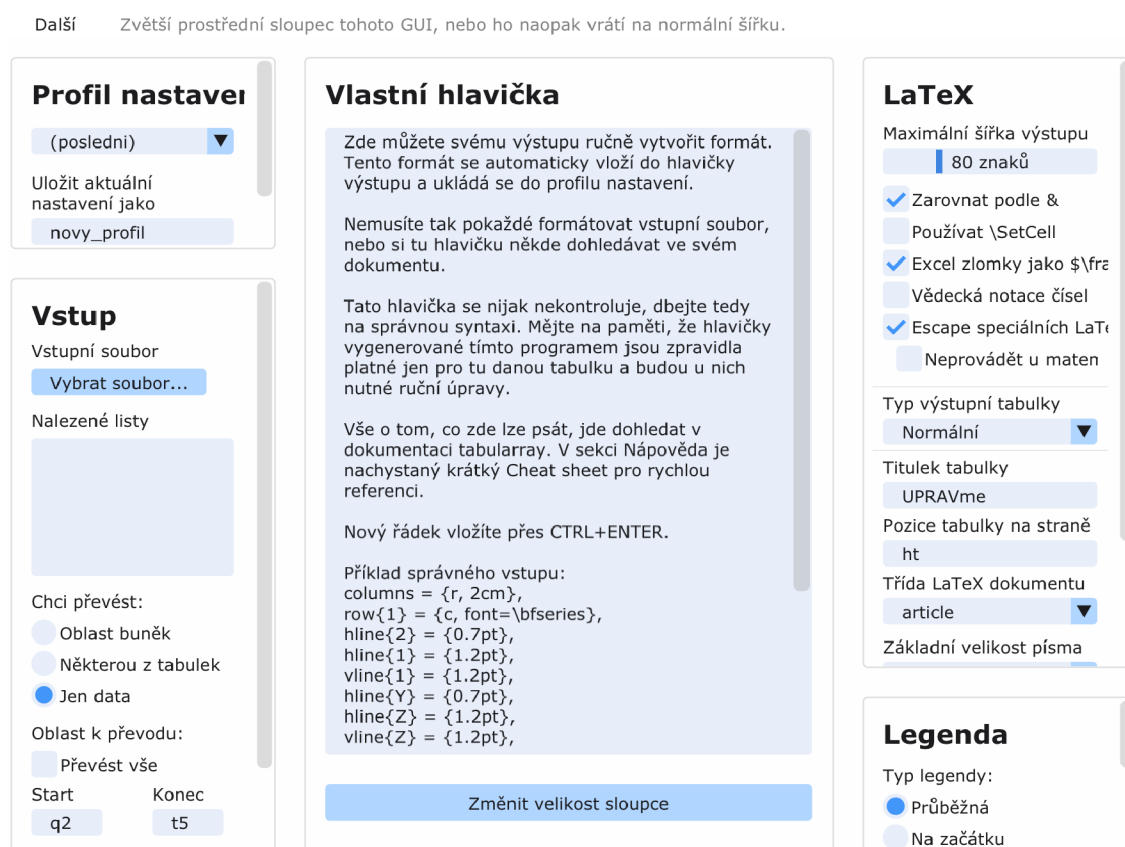 Další
Zvětší prostřední sloupec tohoto GUI, nebo ho naopak vrátí na normální šířku.
Profil nastaven
(posledni)
Uložit aktuální
nastavení jako
novy_profil
Vstup
Vstupní soubor
Vybrat soubor...
Nalezené listy
Chci převést:
Oblast buněk
Některou z tabulek
Jen data
Oblast k převodu:
Převést vše
Start
Konec
q2
t5
Vlastní hlavička
Zde můžete svému výstupu ručně vytvořit formát.
Tento formát se automaticky vloží do hlavičky
výstupu a ukládá se do profilu nastavení.
Nemusíte tak pokaždé formátovat vstupní soubor,
nebo si tu hlavičku někde dohledávat ve svém
dokumentu.
Tato hlavička se nijak nekontroluje, dbejte tedy
na správnou syntaxi. Mějte na paměti, že hlavičky
vygenerované tímto programem jsou zpravidla
platné jen pro tu danou tabulku a budou u nich
nutné ruční úpravy.
Vše o tom, co zde lze psát, jde dohledat v
dokumentaci tabularray. V sekci Nápověda je
nachystaný krátký Cheat sheet pro rychlou
referenci.
Nový řádek vložíte přes CTRL+ENTER.
Příklad správného vstupu:
columns = {r, 2cm},
row{1} = {c, font=\bfseries},
hline{2} = {0.7pt},
hline{1} = {1.2pt},
vline{1} = {1.2pt},
hline{Y} = {0.7pt},
hline{Z} = {1.2pt},
vline{Z} = {1.2pt},
Změnit velikost sloupce
LaTeX
Maximální šířka výstupu
80 znaků
Zarovnat podle &
Používat \SetCell
Excel zlomky jako $\fra
Vědecká notace čísel
Escape speciálních LaTe
Neprovádět u matem
Typ výstupní tabulky
Normální
Titulek tabulky
UPRAVme
Pozice tabulky na straně
ht
Třída LaTeX dokumentu
article
Základní velikost písma
Legenda
Typ legendy:
Průběžná
Na začátku